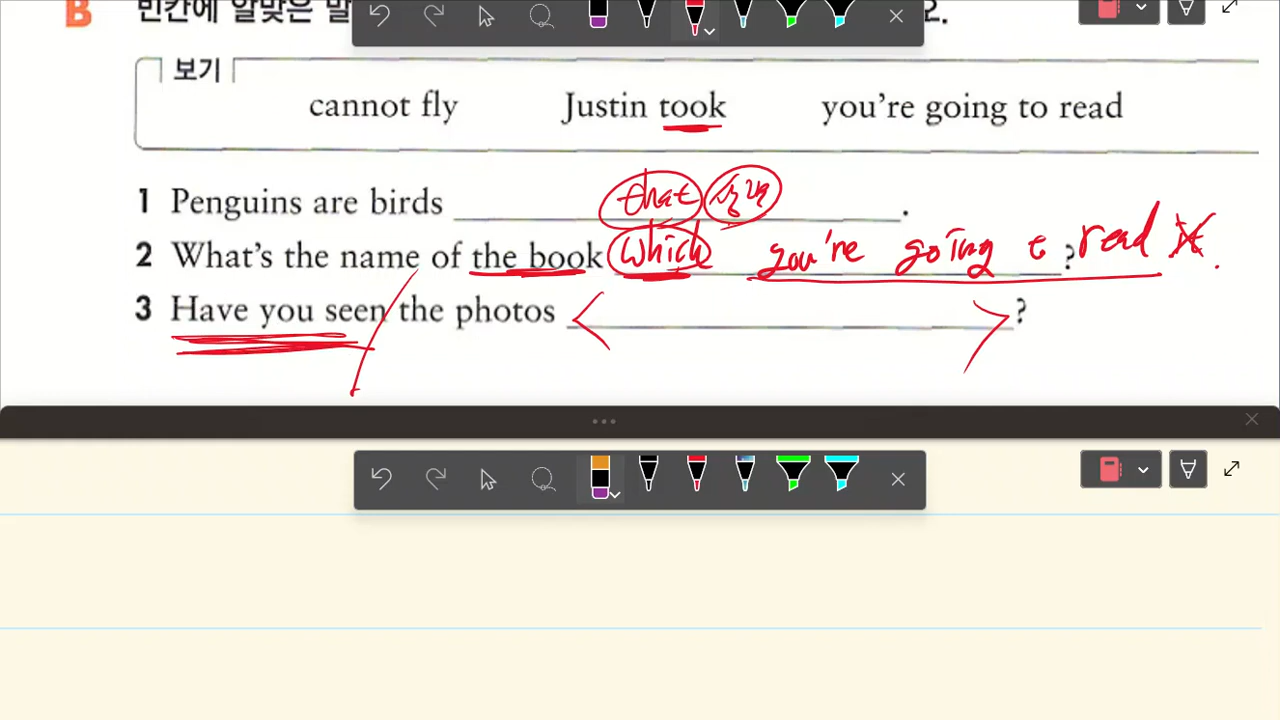 B 빈칸에 알맞은 말
보기
cannot fly Justin took you're going to read
that 생략
1 Penguins are birds ____________.
2 What's the name of the book which you're going to read ?
3 Have you seen the photos < ____________ > ?